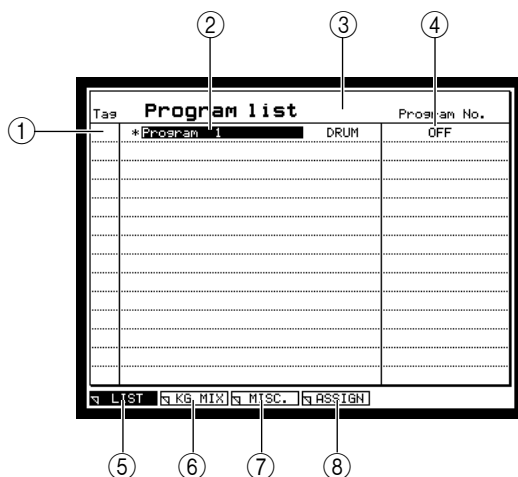 ② ③ ④
Tag Program list Program No.
① *Program 1 DRUM OFF
LIST KG MIX MISC. ASSIGN
⑤ ⑥ ⑦ ⑧